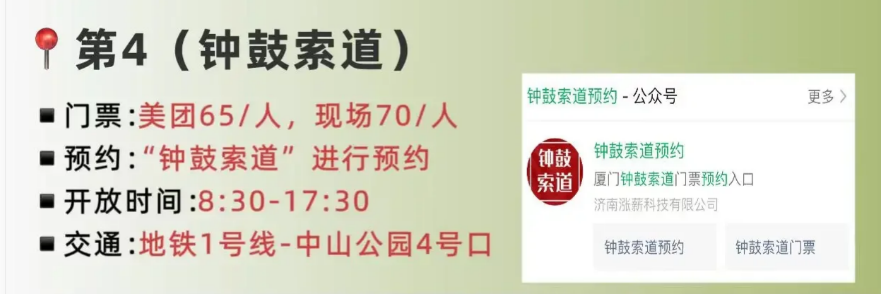 第4（钟鼓索道）
门票:美团65/人，现场70/人
预约:“钟鼓索道”进行预约
开放时间:8:30-17:30
交通:地铁1号线-中山公园4号口
钟鼓索道预约 - 公众号 更多 >
钟鼓索道
钟鼓索道预约
厦门钟鼓索道门票预约入口
济南涨薪科技有限公司
钟鼓索道预约 钟鼓索道门票